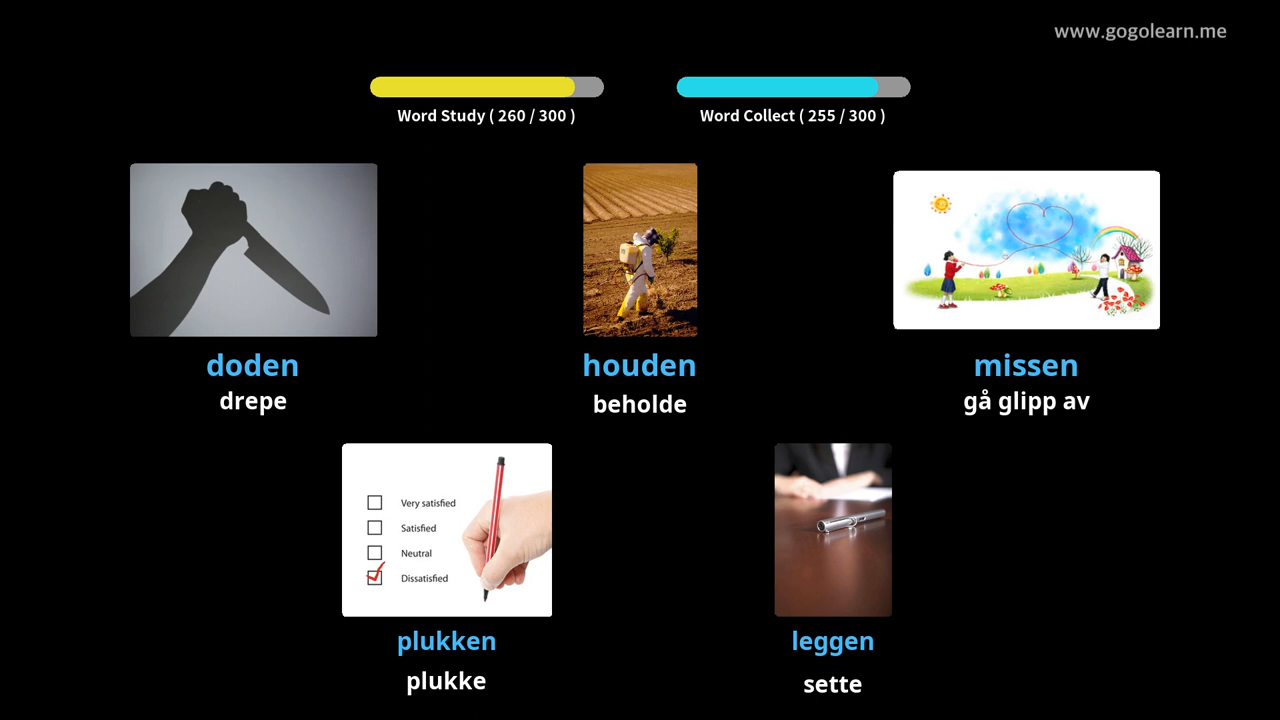 www.gogolearn.me
Word Study ( 260 / 300 )
Word Collect ( 255 / 300 )
doden
drepe
houden
beholde
missen
gå glipp av
Very satisfied
Satisfied
Neutral
Dissatisfied
plukken
plukke
leggen
sette